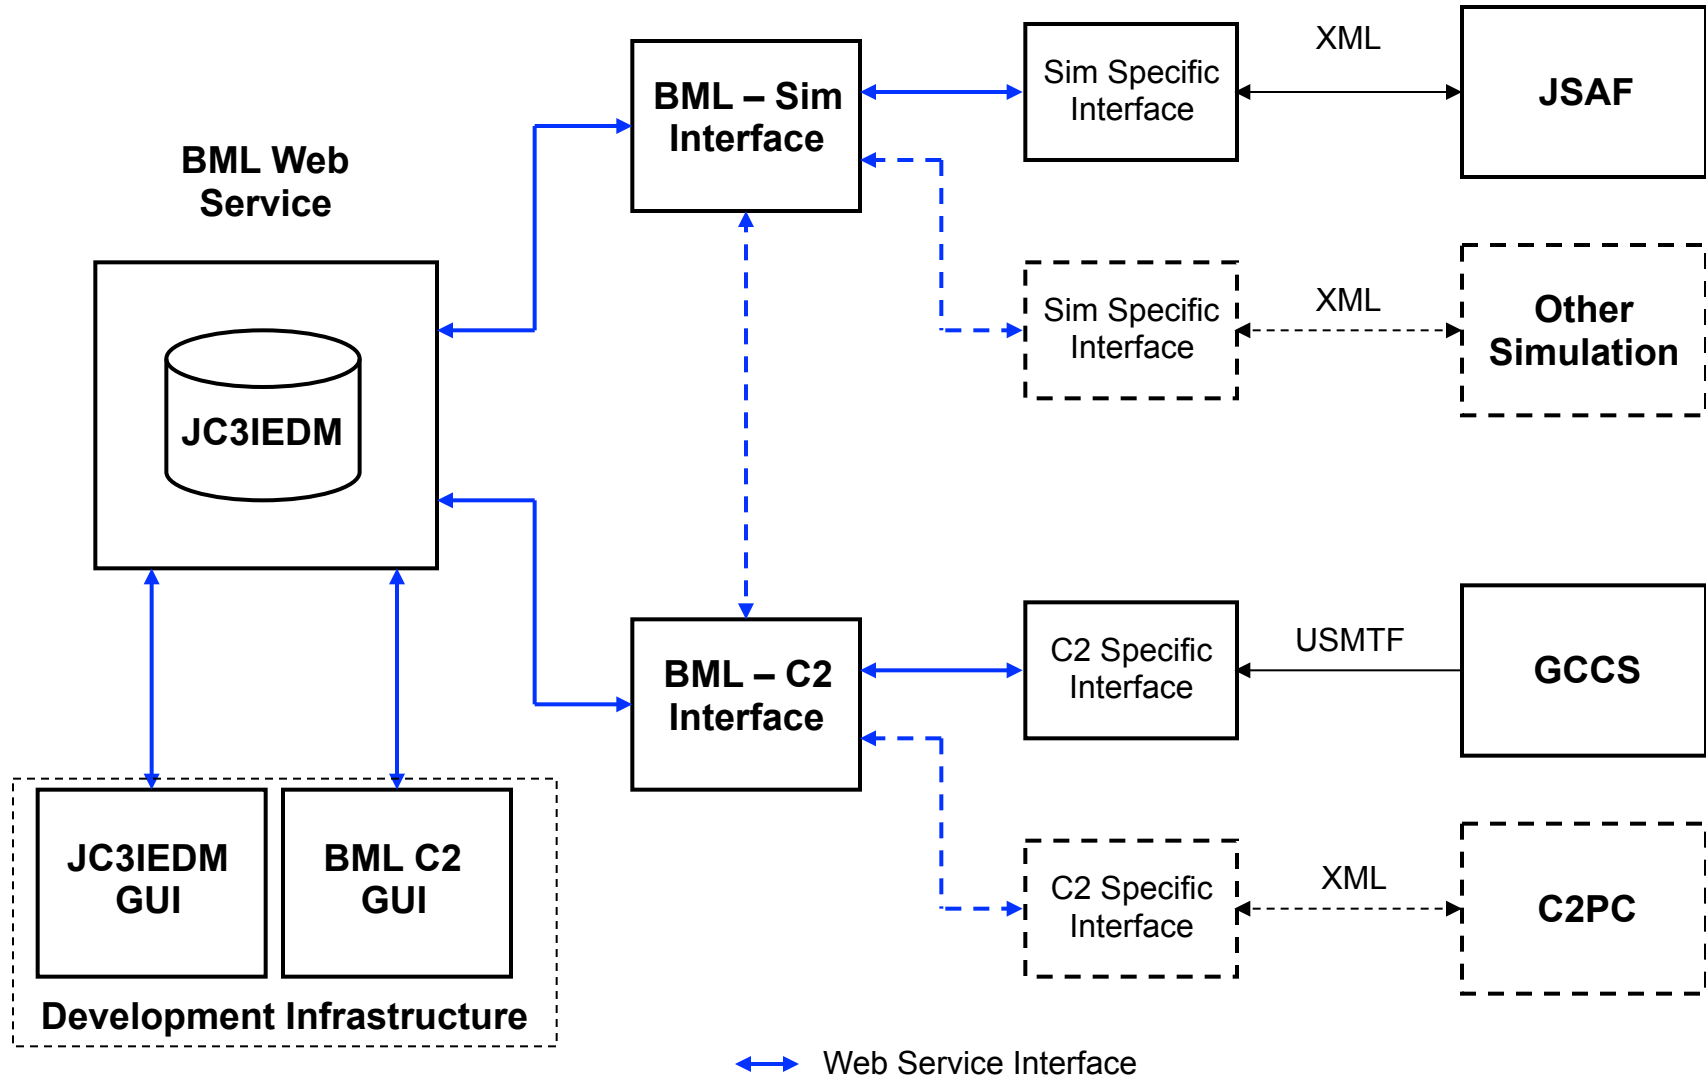 BML Web
Service
JC3IEDM
JC3IEDM
GUI
BML C2
GUI
Development Infrastructure
BML – Sim
Interface
BML – C2
Interface
Sim Specific
Interface
XML
JSAF
Sim Specific
Interface
XML
Other
Simulation
C2 Specific
Interface
USMTF
GCCS
C2 Specific
Interface
XML
C2PC
Web Service Interface